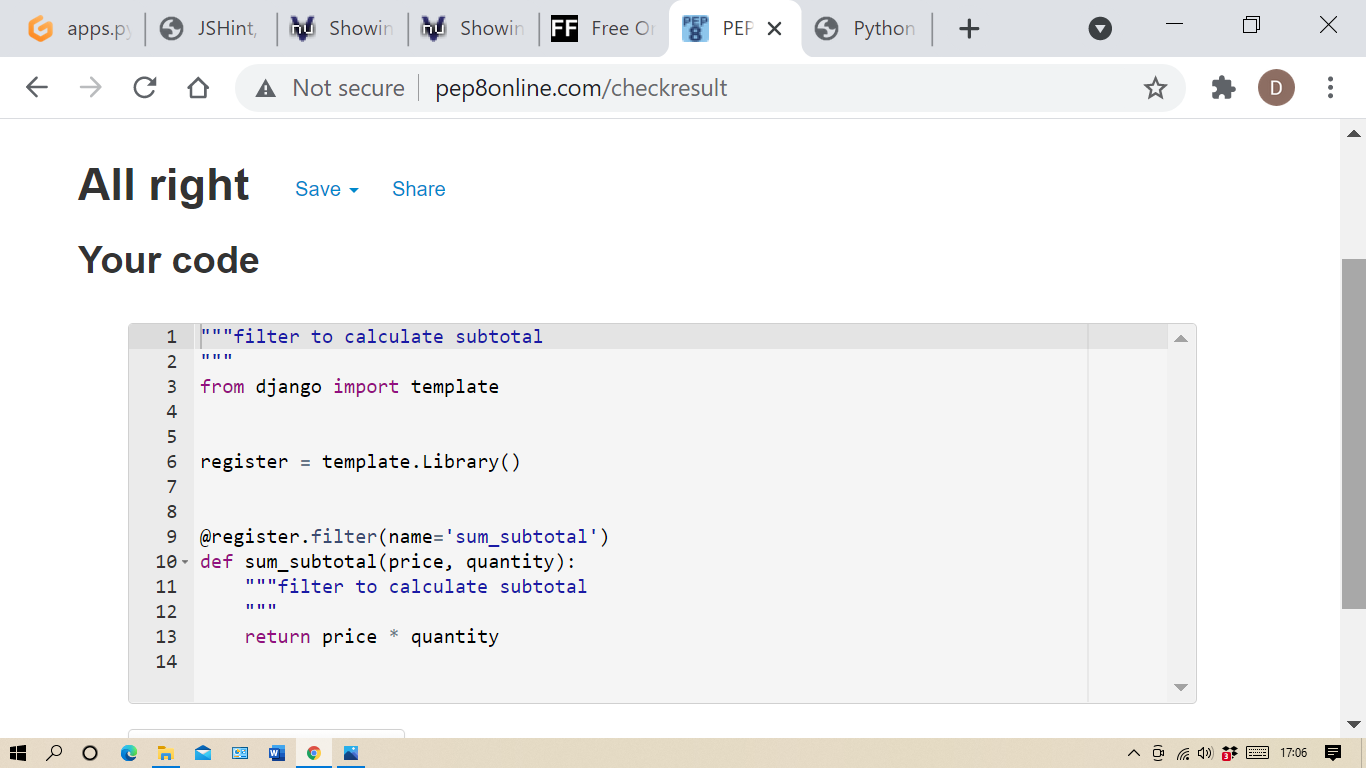 apps.py
JSHint,
Showin
Showin
FF Free Or
PEP 8 PEP
Python
Not secure pep8online.com/checkresult
D
All right Save Share
Your code
1 """filter to calculate subtotal
2 """
3 from django import template
4
5
6 register = template.Library()
7
8
9 @register.filter(name='sum_subtotal')
10 def sum_subtotal(price, quantity):
11 """filter to calculate subtotal
12 """
13 return price * quantity
14
3
17:06